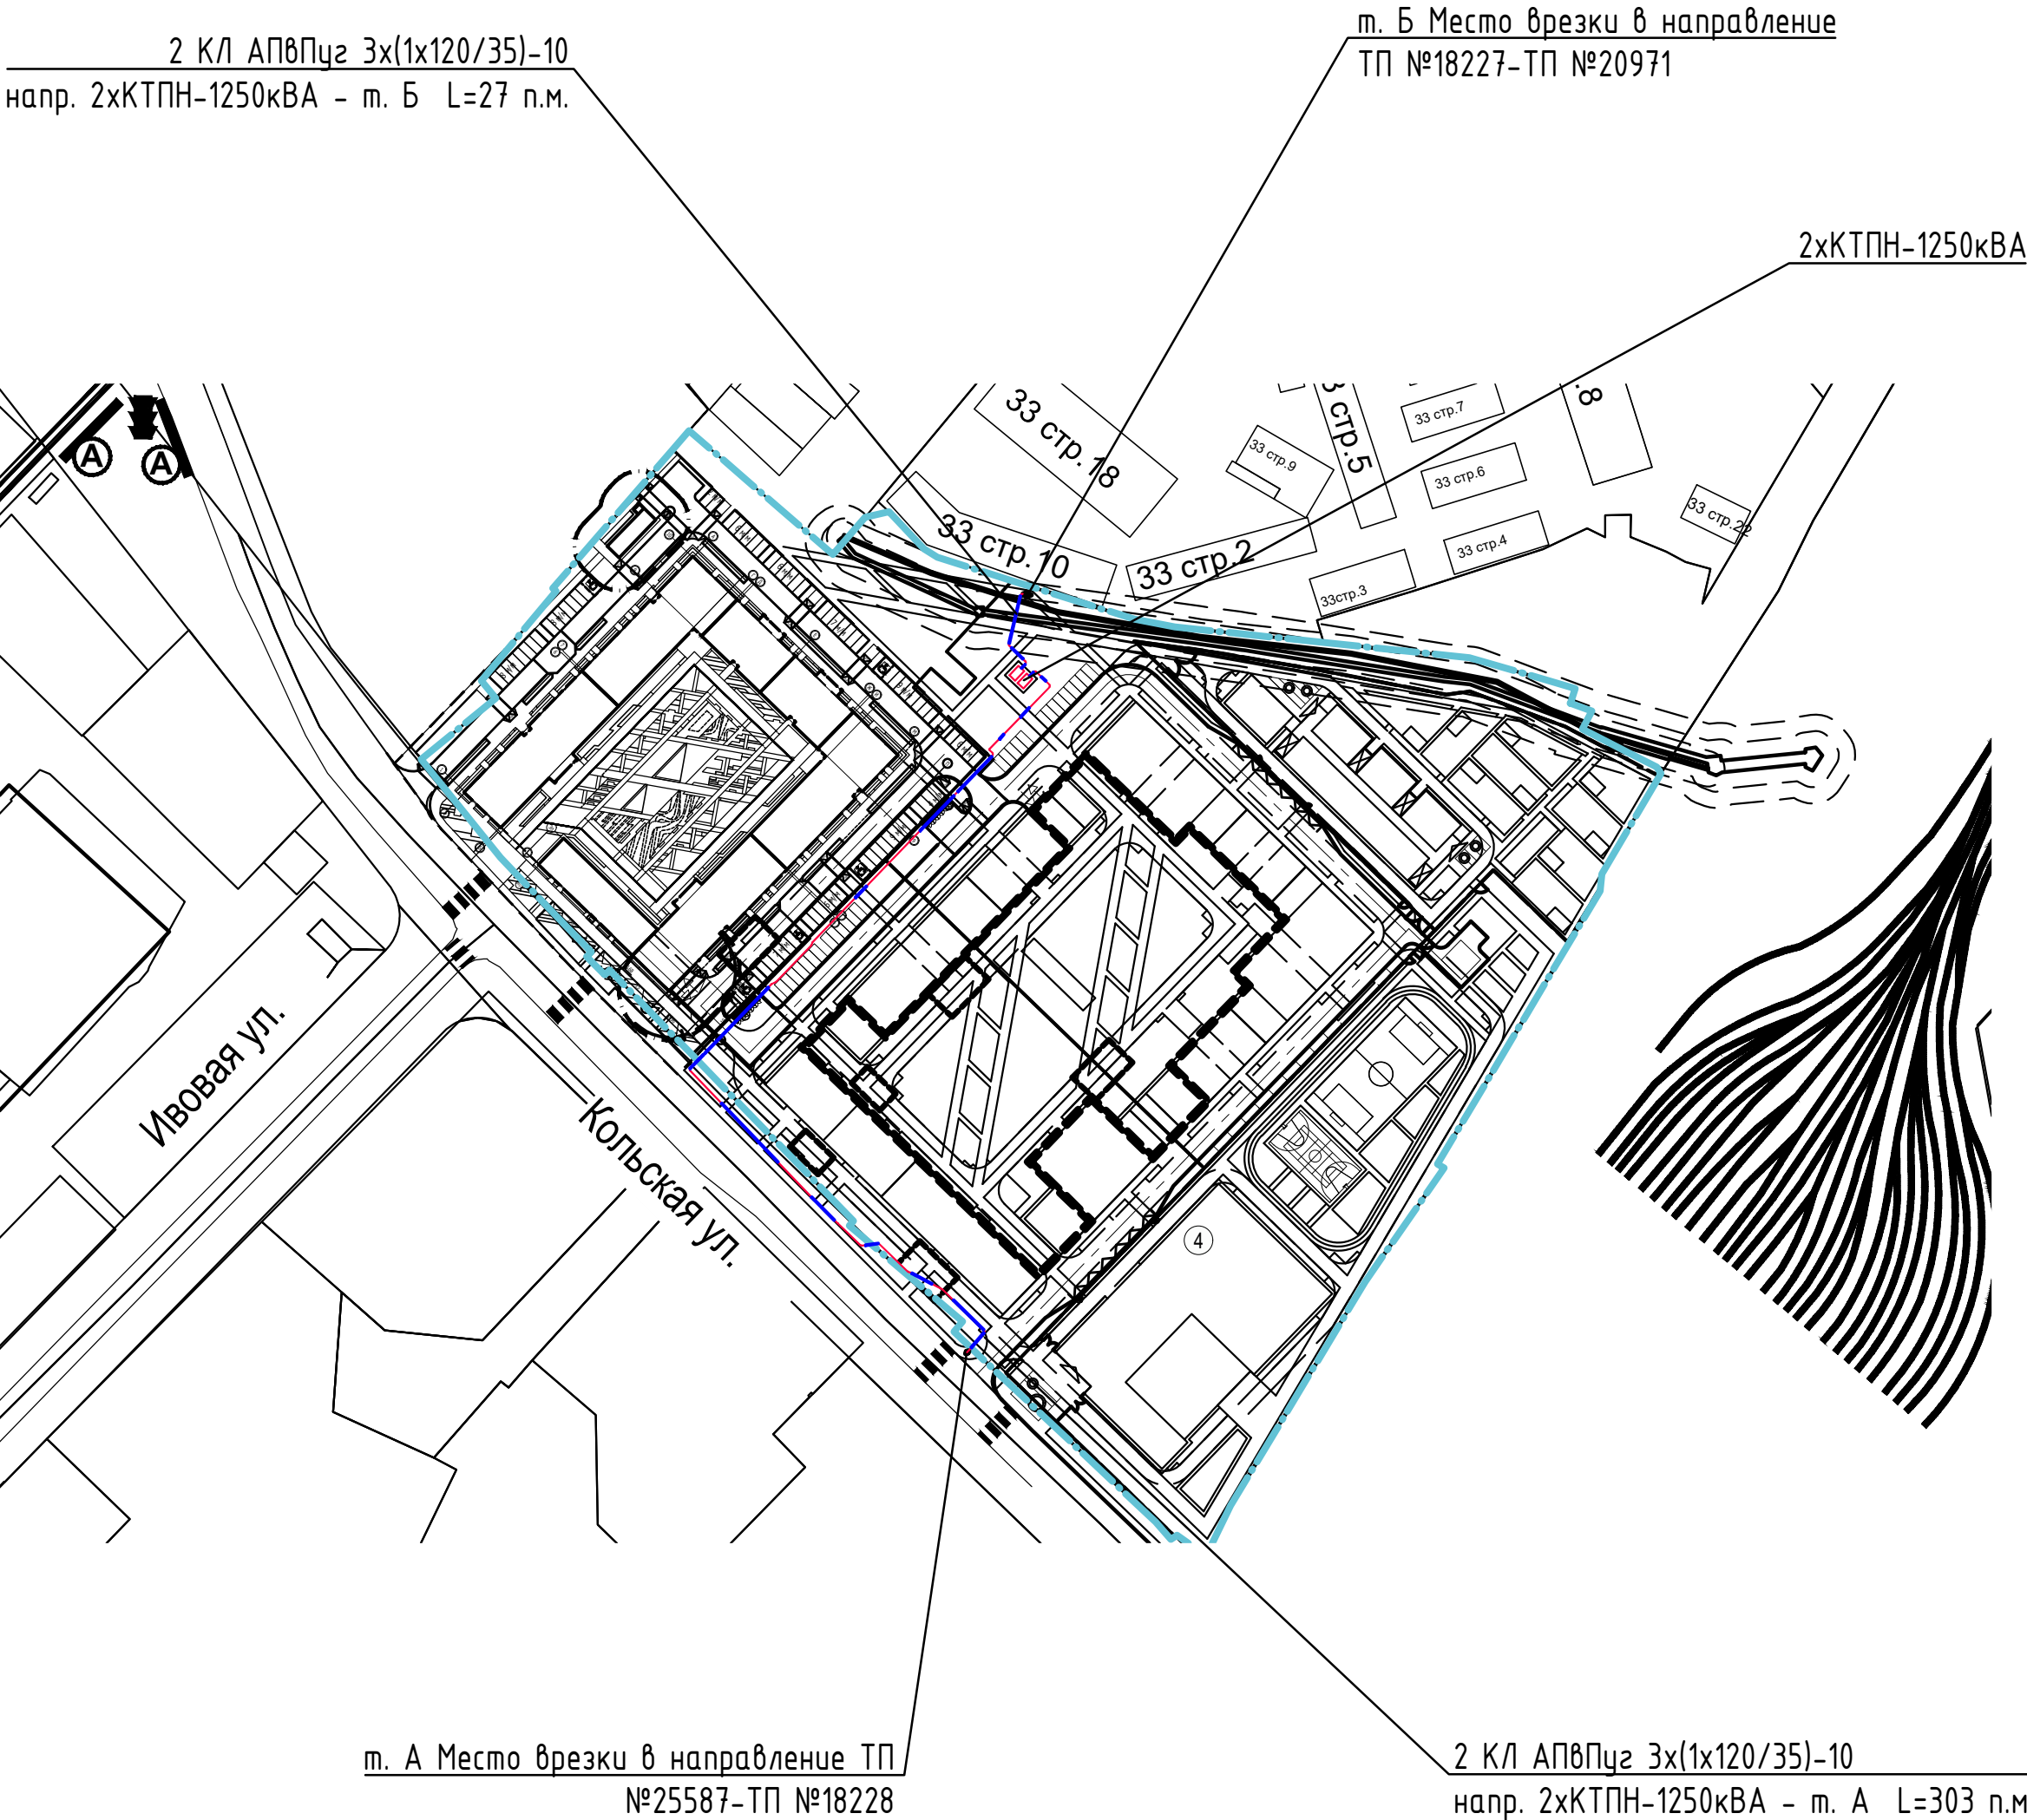 т. Б Место врезки в направление
ТП №18227-ТП №20971
2 КЛ АПвПуг 3х(1х120/35)-10
напр. 2хКТПН-1250кВА - т. Б L=27 п.м.
2хКТПН-1250кВА
А
А
33 стр.18
33 стр.9
33 стр.7
33 стр.6
33 стр.22
33 стр.10
33 стр.2
33 стр.4
33стр.3
Ивовая ул.
Кольская ул.
4
т. А Место врезки в направление ТП
№25587-ТП №18228
2 КЛ АПвПуг 3х(1х120/35)-10
напр. 2хКТПН-1250кВА - т. А L=303 п.м